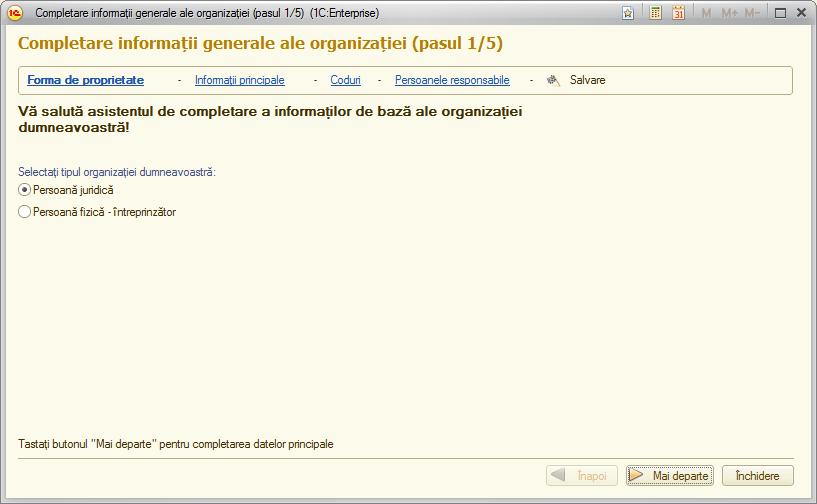 Completare informații generale ale organizației (pasul 1/5) (1C:Enterprise)
31 M M+ M-
Completare informații generale ale organizației (pasul 1/5)
Forma de proprietate - Informații principale - Coduri - Persoanele responsabile - Salvare
Vă salută asistentul de completare a informațiilor de bază ale organizației
dumneavoastră!
Selectați tipul organizației dumneavoastră:
Persoană juridică
Persoană fizică - întreprinzător
Tastați butonul "Mai departe" pentru completarea datelor principale
Înapoi Mai departe Închidere